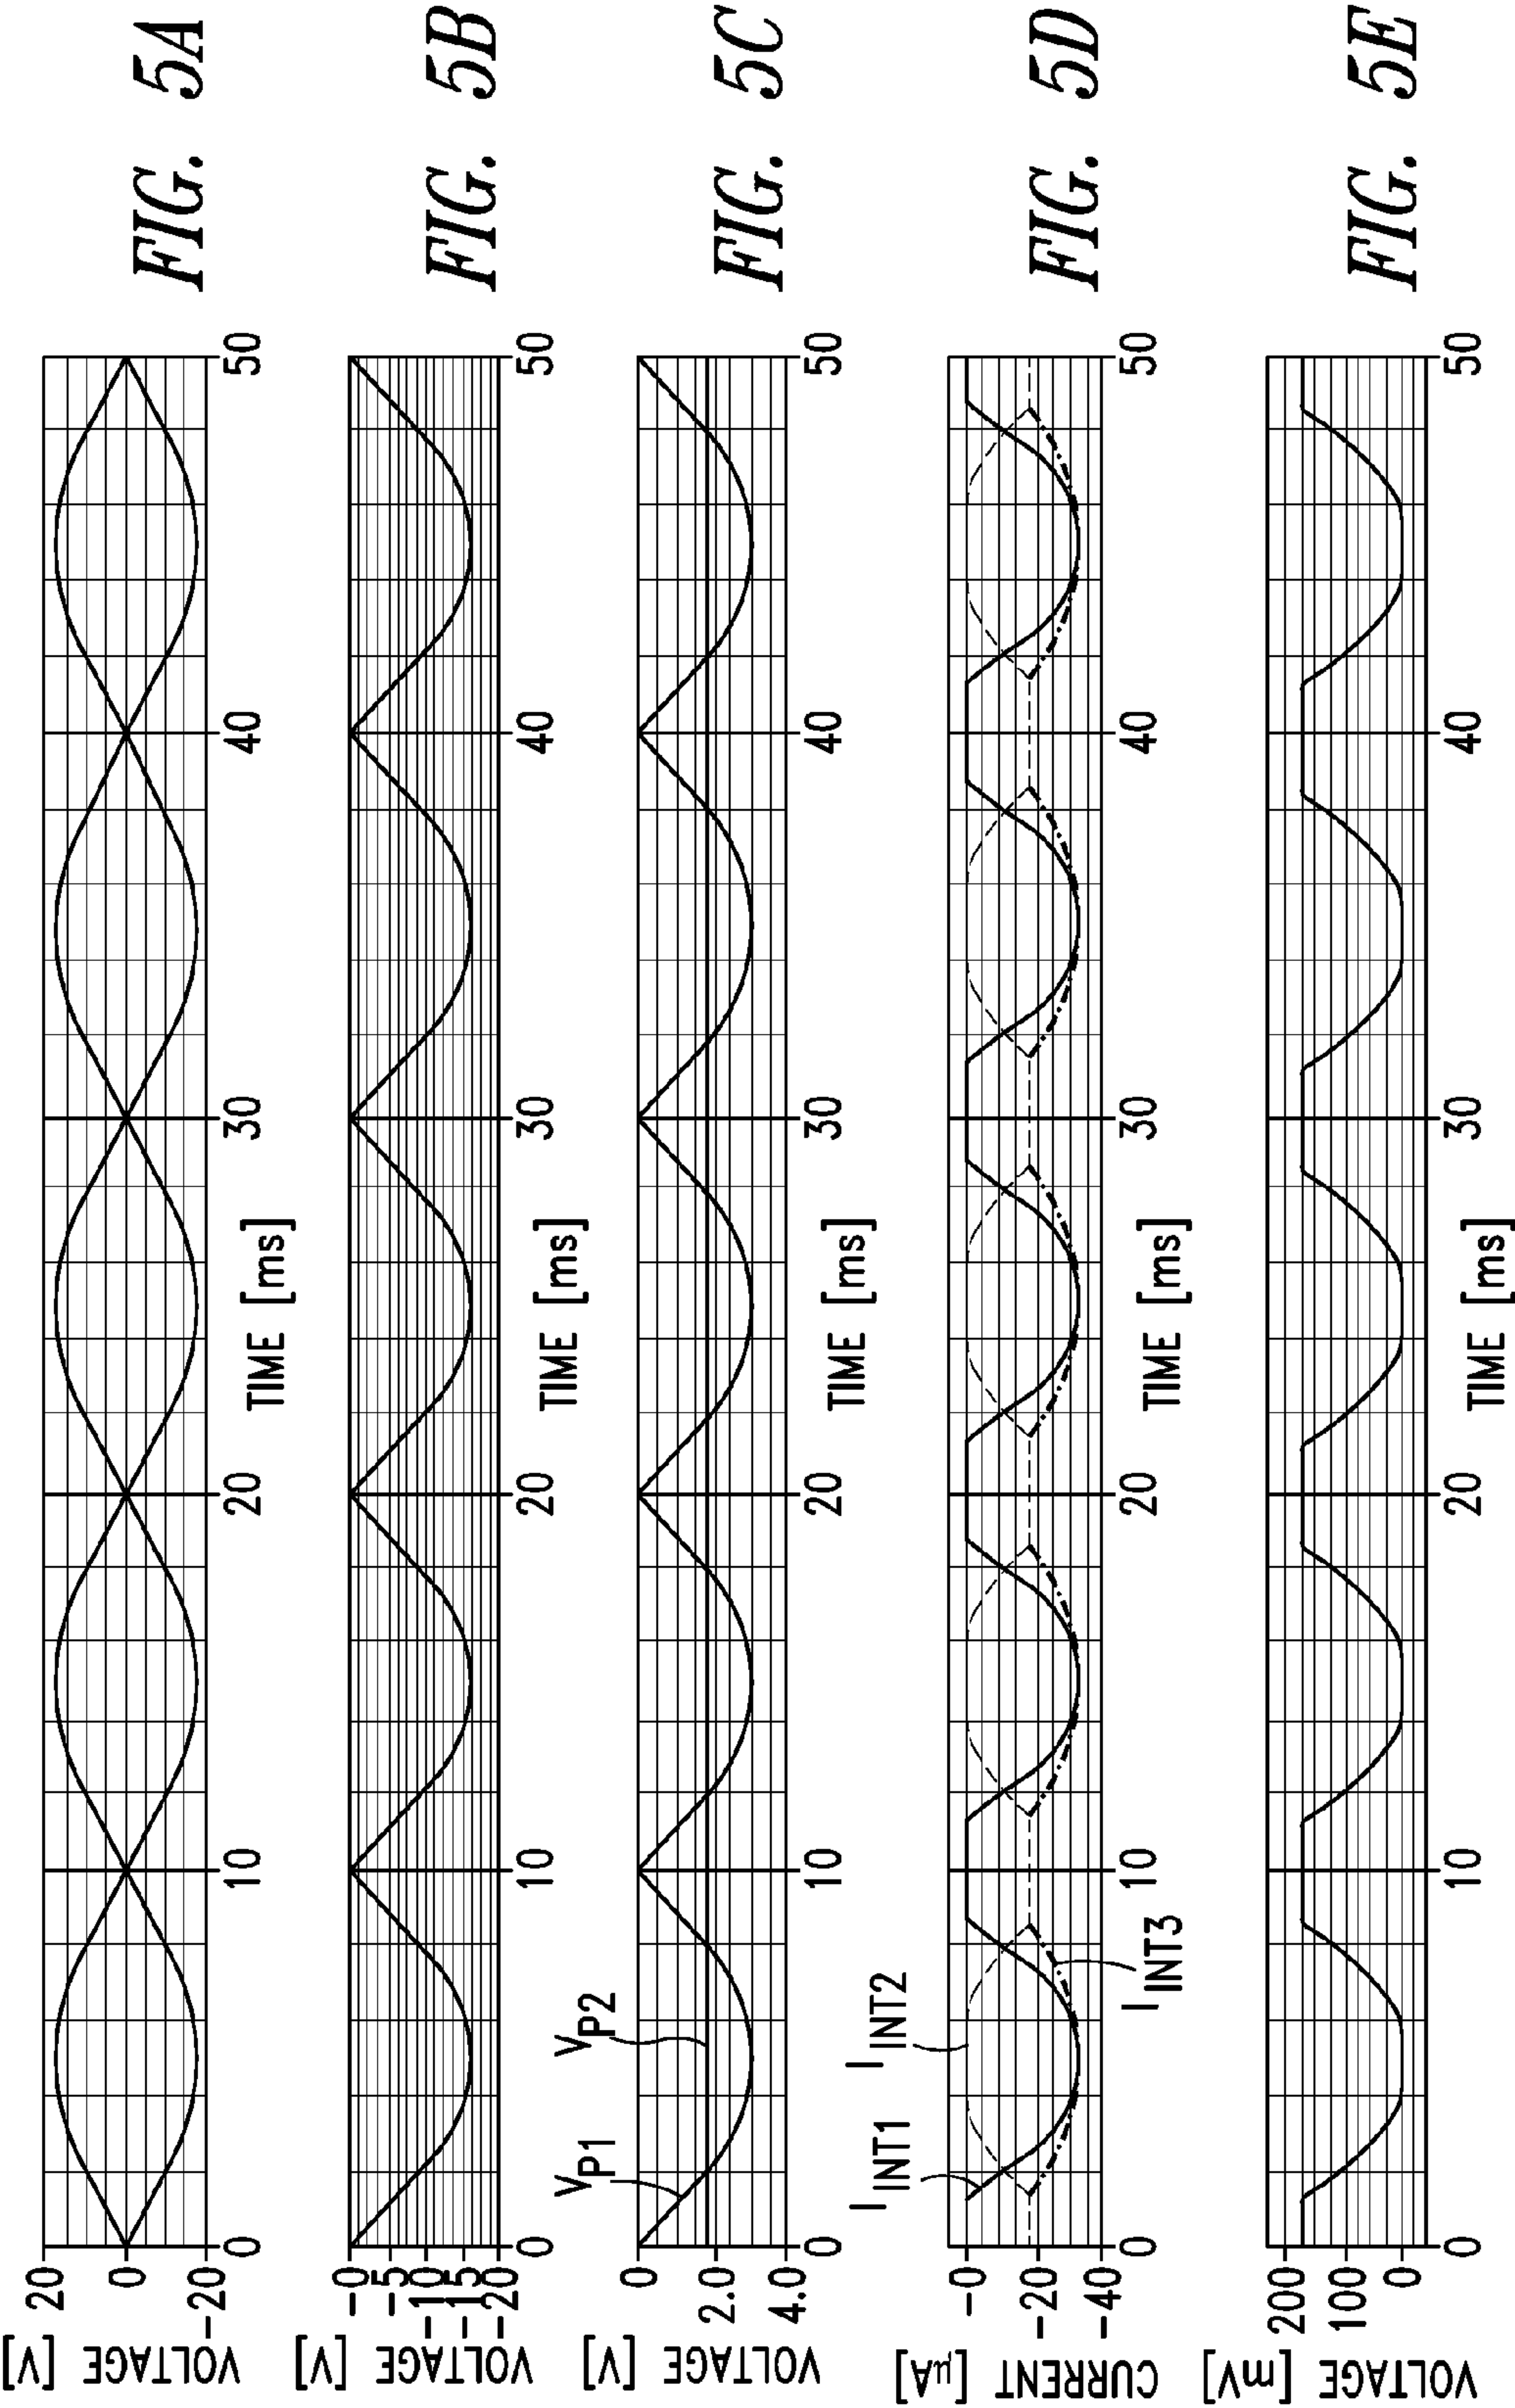 VOLTAGE [V]
20
0
-20
0
10
20
30
40
50
TIME [ms]
FIG. 5A
VOLTAGE [V]
-0
-5
-10
-15
-20
0
10
20
30
40
50
TIME [ms]
FIG. 5B
VOLTAGE [V]
0
2.0
4.0
VP1
VP2
0
10
20
30
40
50
TIME [ms]
FIG. 5C
CURRENT [μA]
-0
-20
-40
IINT1
IINT2
IINT3
0
10
20
30
40
50
TIME [ms]
FIG. 5D
VOLTAGE [mV]
200
100
0
0
10
20
30
40
50
TIME [ms]
FIG. 5E